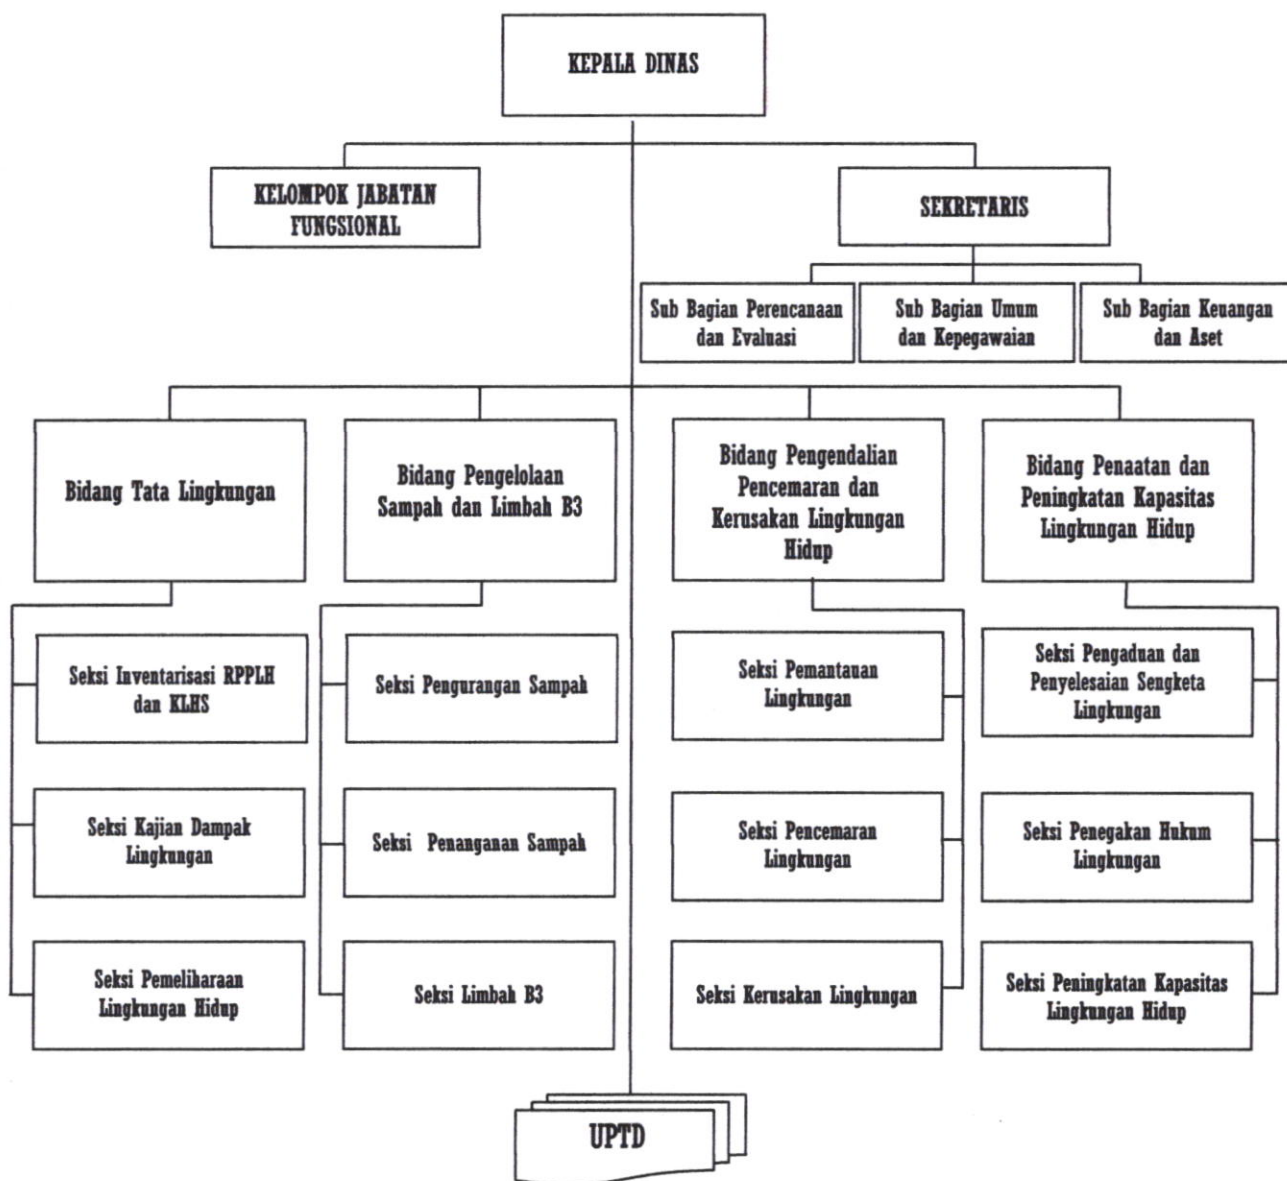 KEPALA DINAS
KELOMPOK JABATAN
FUNGSIONAL
SEKRETARIS
Sub Bagian Perencanaan
dan Evaluasi
Sub Bagian Umum
dan Kepegawaian
Sub Bagian Keuangan
dan Aset
Bidang Tata Lingkungan
Bidang Pengelolaan
Sampah dan Limbah B3
Bidang Pengendalian
Pencemaran dan
Kerusakan Lingkungan
Hidup
Bidang Penaatan dan
Peningkatan Kapasitas
Lingkungan Hidup
Seksi Inventarisasi RPPLH
dan KLHS
Seksi Pengurangan Sampah
Seksi Pemantauan
Lingkungan
Seksi Pengaduan dan
Penyelesaian Sengketa
Lingkungan
Seksi Kajian Dampak
Lingkungan
Seksi Penanganan Sampah
Seksi Pencemaran
Lingkungan
Seksi Penegakan Hukum
Lingkungan
Seksi Pemeliharaan
Lingkungan Hidup
Seksi Limbah B3
Seksi Kerusakan Lingkungan
Seksi Peningkatan Kapasitas
Lingkungan Hidup
UPTD